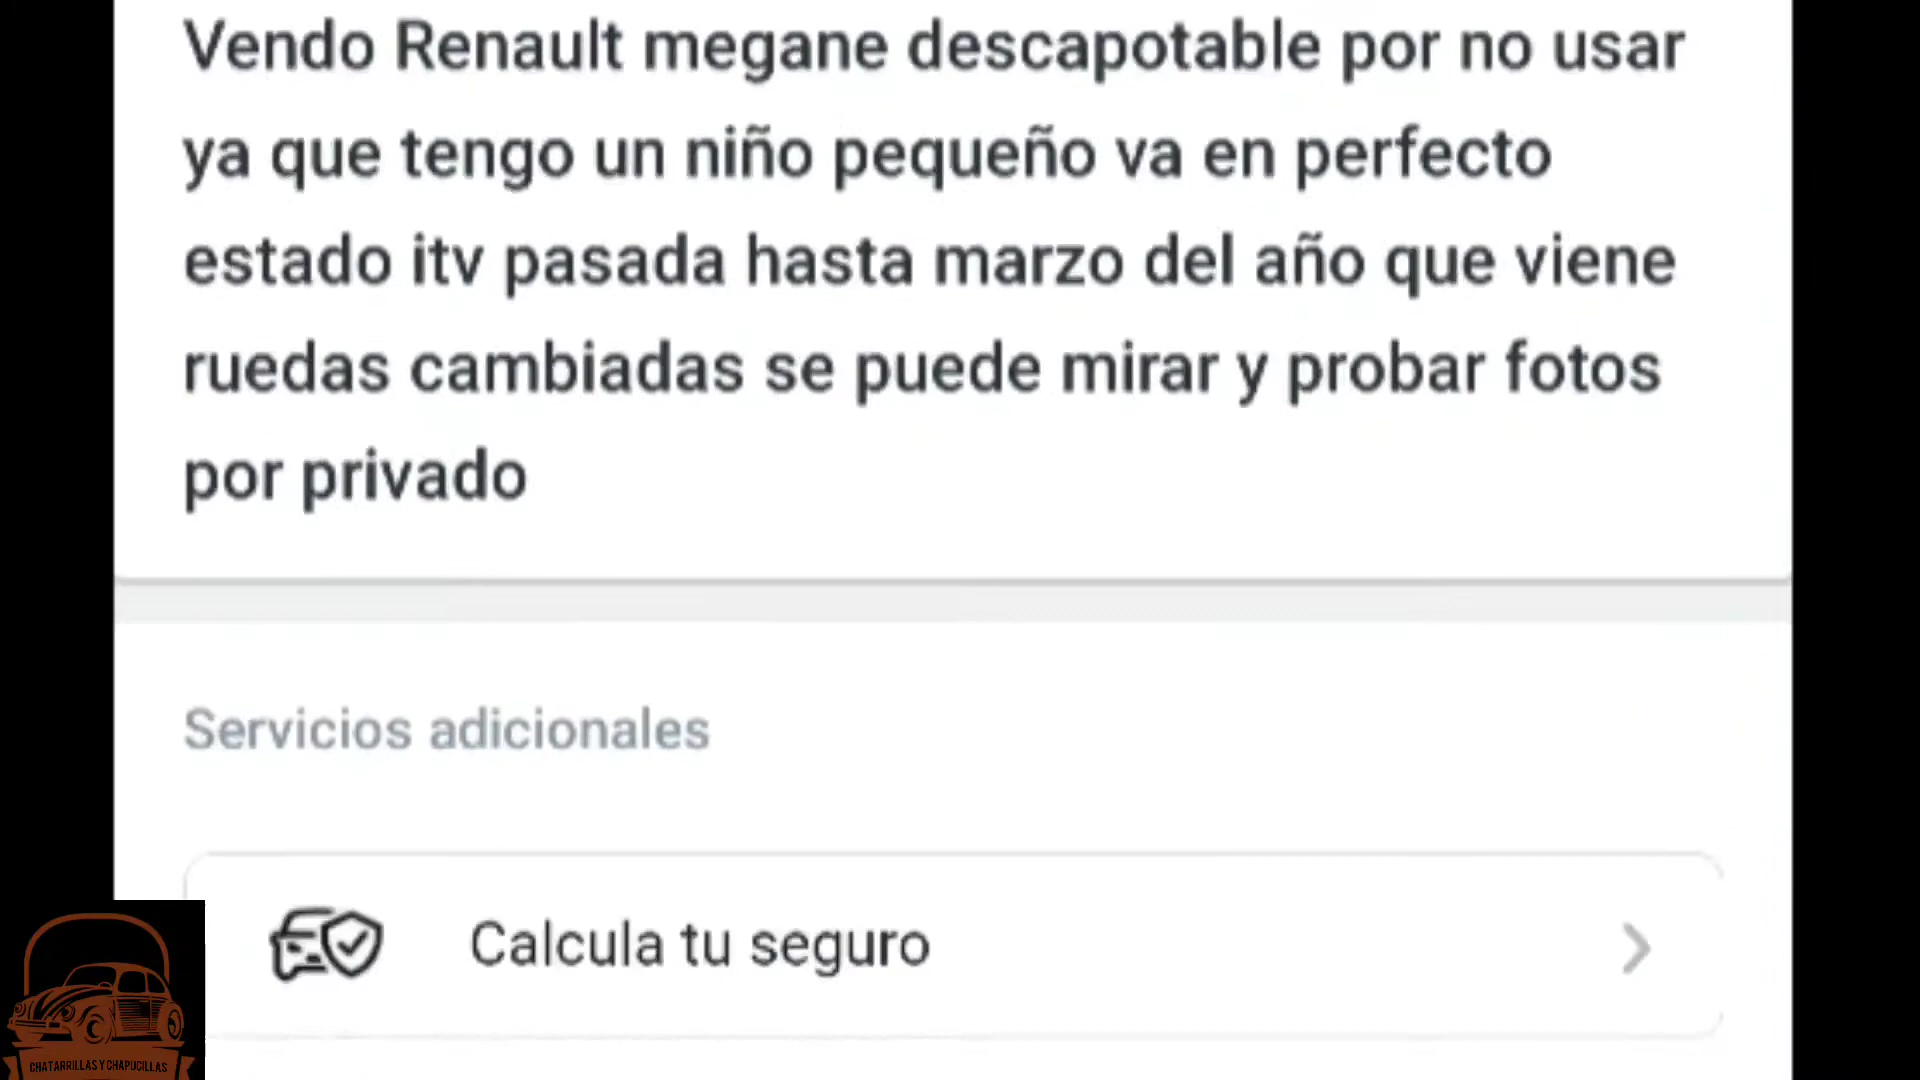 Vendo Renault megane descapotable por no usar
ya que tengo un niño pequeño va en perfecto
estado itv pasada hasta marzo del año que viene
ruedas cambiadas se puede mirar y probar fotos
por privado
Servicios adicionales
Calcula tu seguro
CHATARRILLAS Y CHAPUCILLAS